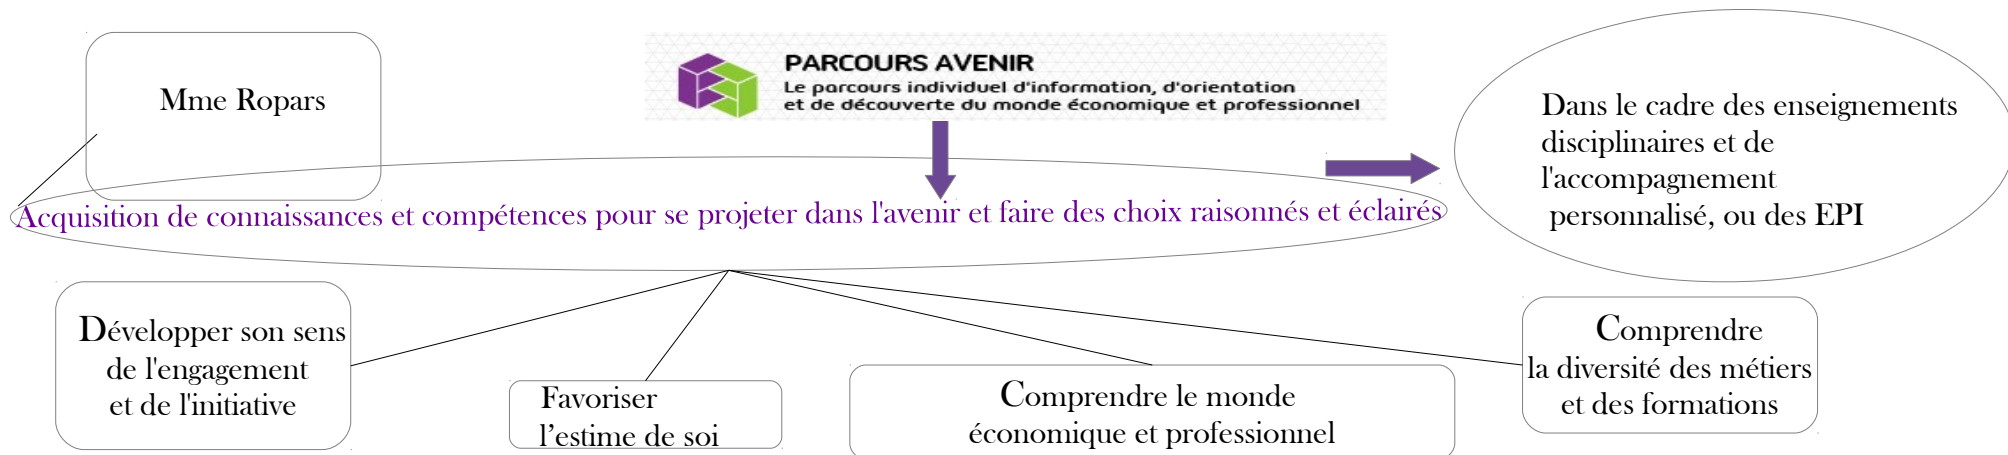 Mme Ropars
PARCOURS AVENIR
Le parcours individuel d'information, d'orientation
et de découverte du monde économique et professionnel
Dans le cadre des enseignements
disciplinaires et de
l'accompagnement
personnalisé, ou des EPI
Acquisition de connaissances et compétences pour se projeter dans l'avenir et faire des choix raisonnés et éclairés
Développer son sens
de l'engagement
et de l'initiative
Favoriser
l’estime de soi
Comprendre le monde
économique et professionnel
Comprendre
la diversité des métiers
et des formations